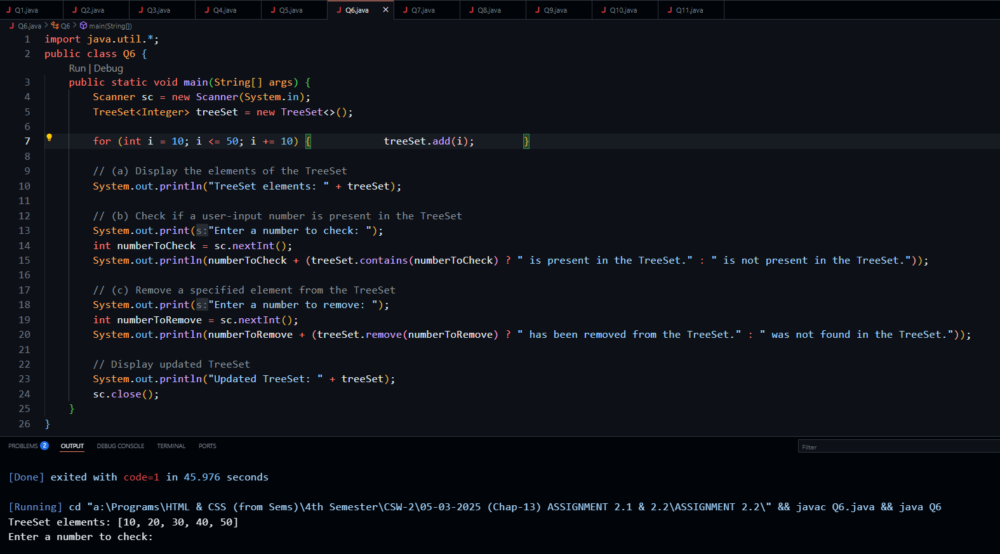 Q1.java Q2.java Q3.java Q4.java Q5.java Q6.java Q7.java Q8.java Q9.java Q10.java Q11.java
Q6.java > Q6 > main(String[])
1 import java.util.*;
2 public class Q6 {
Run | Debug
3 public static void main(String[] args) {
4 Scanner sc = new Scanner(System.in);
5 TreeSet<Integer> treeSet = new TreeSet<>();
6
7 for (int i = 10; i <= 50; i += 10) { treeSet.add(i); }
8
9 // (a) Display the elements of the TreeSet
10 System.out.println("TreeSet elements: " + treeSet);
11
12 // (b) Check if a user-input number is present in the TreeSet
13 System.out.print(s:"Enter a number to check: ");
14 int numberToCheck = sc.nextInt();
15 System.out.println(numberToCheck + (treeSet.contains(numberToCheck) ? " is present in the TreeSet." : " is not present in the TreeSet."));
16
17 // (c) Remove a specified element from the TreeSet
18 System.out.print(s:"Enter a number to remove: ");
19 int numberToRemove = sc.nextInt();
20 System.out.println(numberToRemove + (treeSet.remove(numberToRemove) ? " has been removed from the TreeSet." : " was not found in the TreeSet."));
21
22 // Display updated TreeSet
23 System.out.println("Updated TreeSet: " + treeSet);
24 sc.close();
25 }
26 }
PROBLEMS 2 OUTPUT DEBUG CONSOLE TERMINAL PORTS Filter
[Done] exited with code=1 in 45.976 seconds
[Running] cd "a:\Programs\HTML & CSS (from Sems)\4th Semester\CSW-2\05-03-2025 (Chap-13) ASSIGNMENT 2.1 & 2.2\ASSIGNMENT 2.2\" && javac Q6.java && java Q6
TreeSet elements: [10, 20, 30, 40, 50]
Enter a number to check: